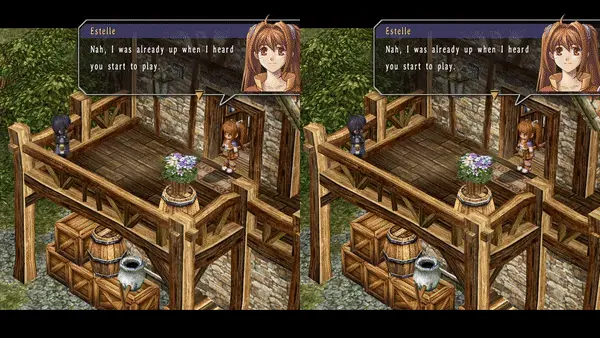 Estelle
Nah, I was already up when I heard
you start to play.
Estelle
Nah, I was already up when I heard
you start to play.